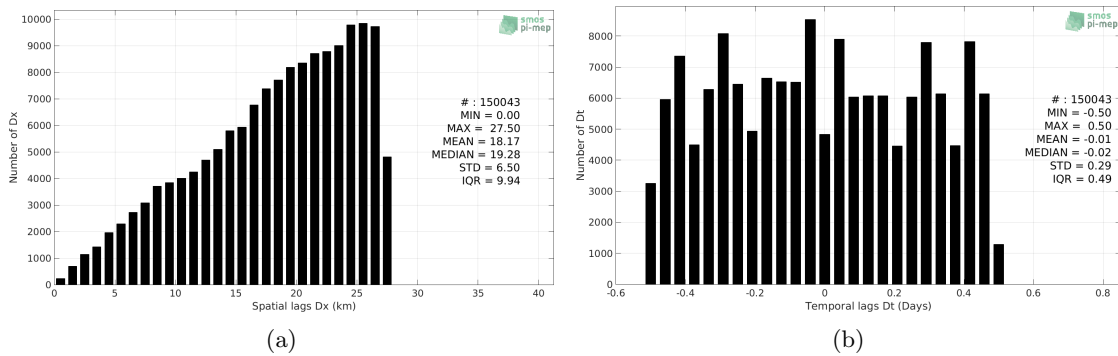 10000
9000
8000
7000
6000
5000
4000
3000
2000
1000
0
Number of Dx
0 5 10 15 20 25 30 35 40
Spatial lags Dx (km)
smos
pi-mep
# : 150043
MIN = 0.00
MAX = 27.50
MEAN = 18.17
MEDIAN = 19.28
STD = 6.50
IQR = 9.94
(a)
8000
7000
6000
5000
4000
3000
2000
1000
0
Number of Dt
-0.6 -0.4 -0.2 0 0.2 0.4 0.6 0.8
Temporal lags Dt (Days)
smos
pi-mep
# : 150043
MIN = -0.50
MAX = 0.50
MEAN = -0.01
MEDIAN = -0.02
STD = 0.29
IQR = 0.49
(b)